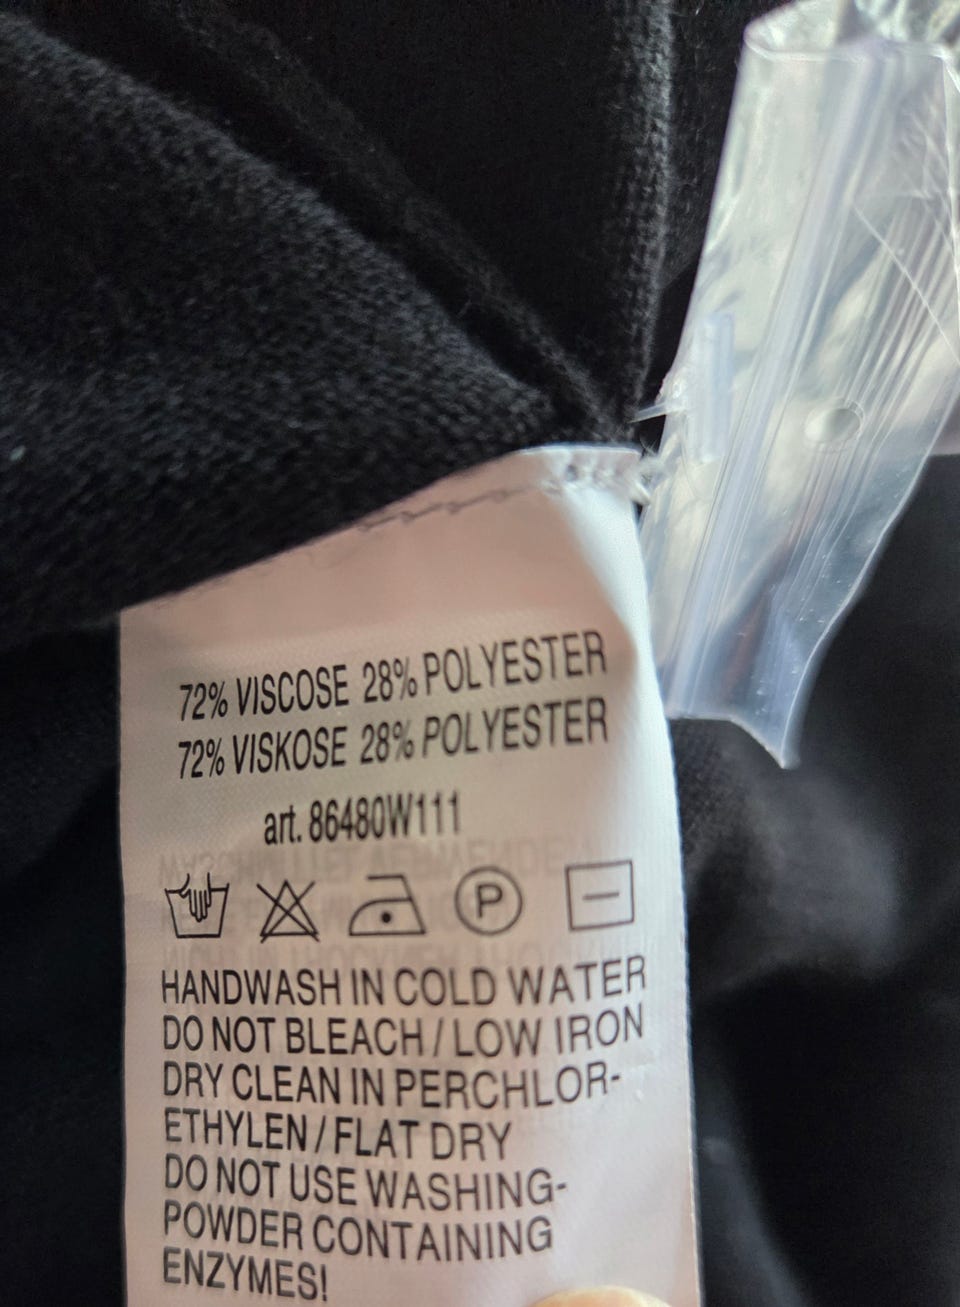 72% VISCOSE 28% POLYESTER
72% VISKOSE 28% POLYESTER
art. 86480W111
P
HANDWASH IN COLD WATER
DO NOT BLEACH / LOW IRON
DRY CLEAN IN PERCHLOR-
ETHYLEN / FLAT DRY
DO NOT USE WASHING-
POWDER CONTAINING
ENZYMES!